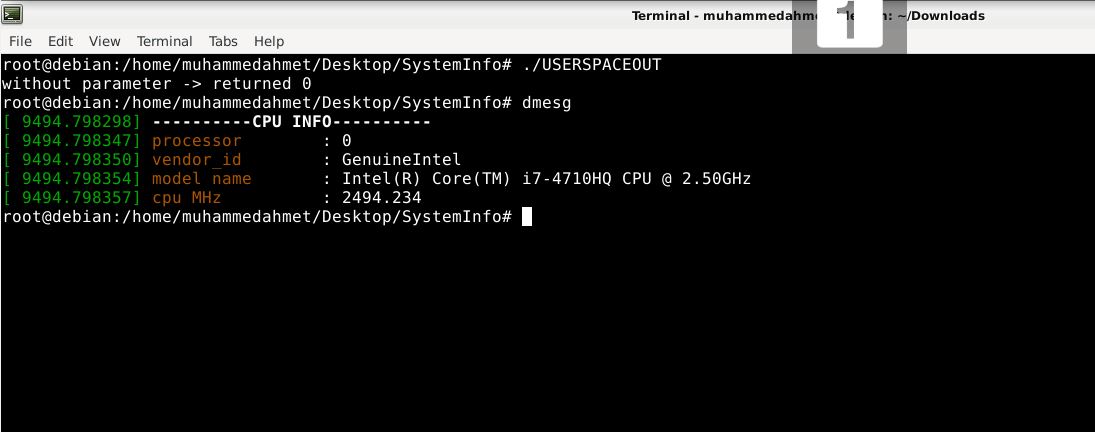 Terminal - muhammedahm : ~/Downloads
1
File Edit View Terminal Tabs Help
root@debian:/home/muhammedahmet/Desktop/SystemInfo# ./USERSPACEOUT
without parameter -> returned 0
root@debian:/home/muhammedahmet/Desktop/SystemInfo# dmesg
[ 9494.798298] ----------CPU INFO----------
[ 9494.798347] processor : 0
[ 9494.798350] vendor_id : GenuineIntel
[ 9494.798354] model name : Intel(R) Core(TM) i7-4710HQ CPU @ 2.50GHz
[ 9494.798357] cpu MHz : 2494.234
root@debian:/home/muhammedahmet/Desktop/SystemInfo#